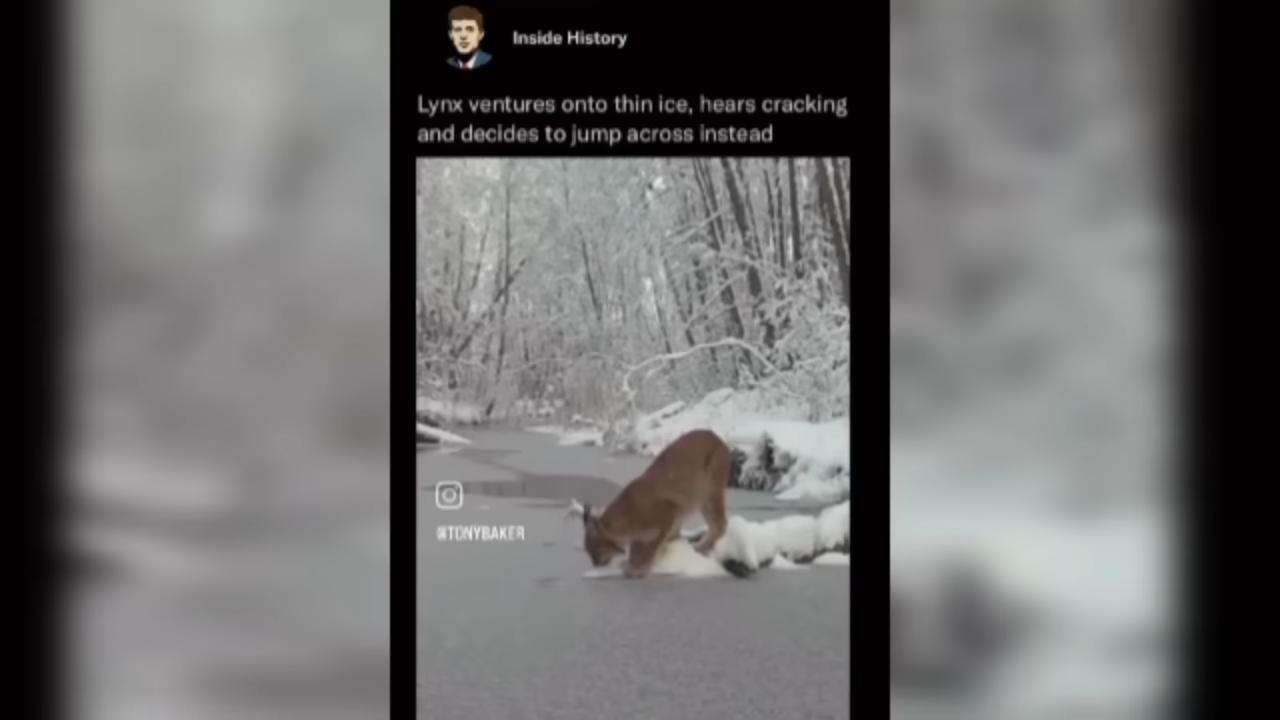 Inside History
Lynx ventures onto thin ice, hears cracking
and decides to jump across instead
@TONYBAKER